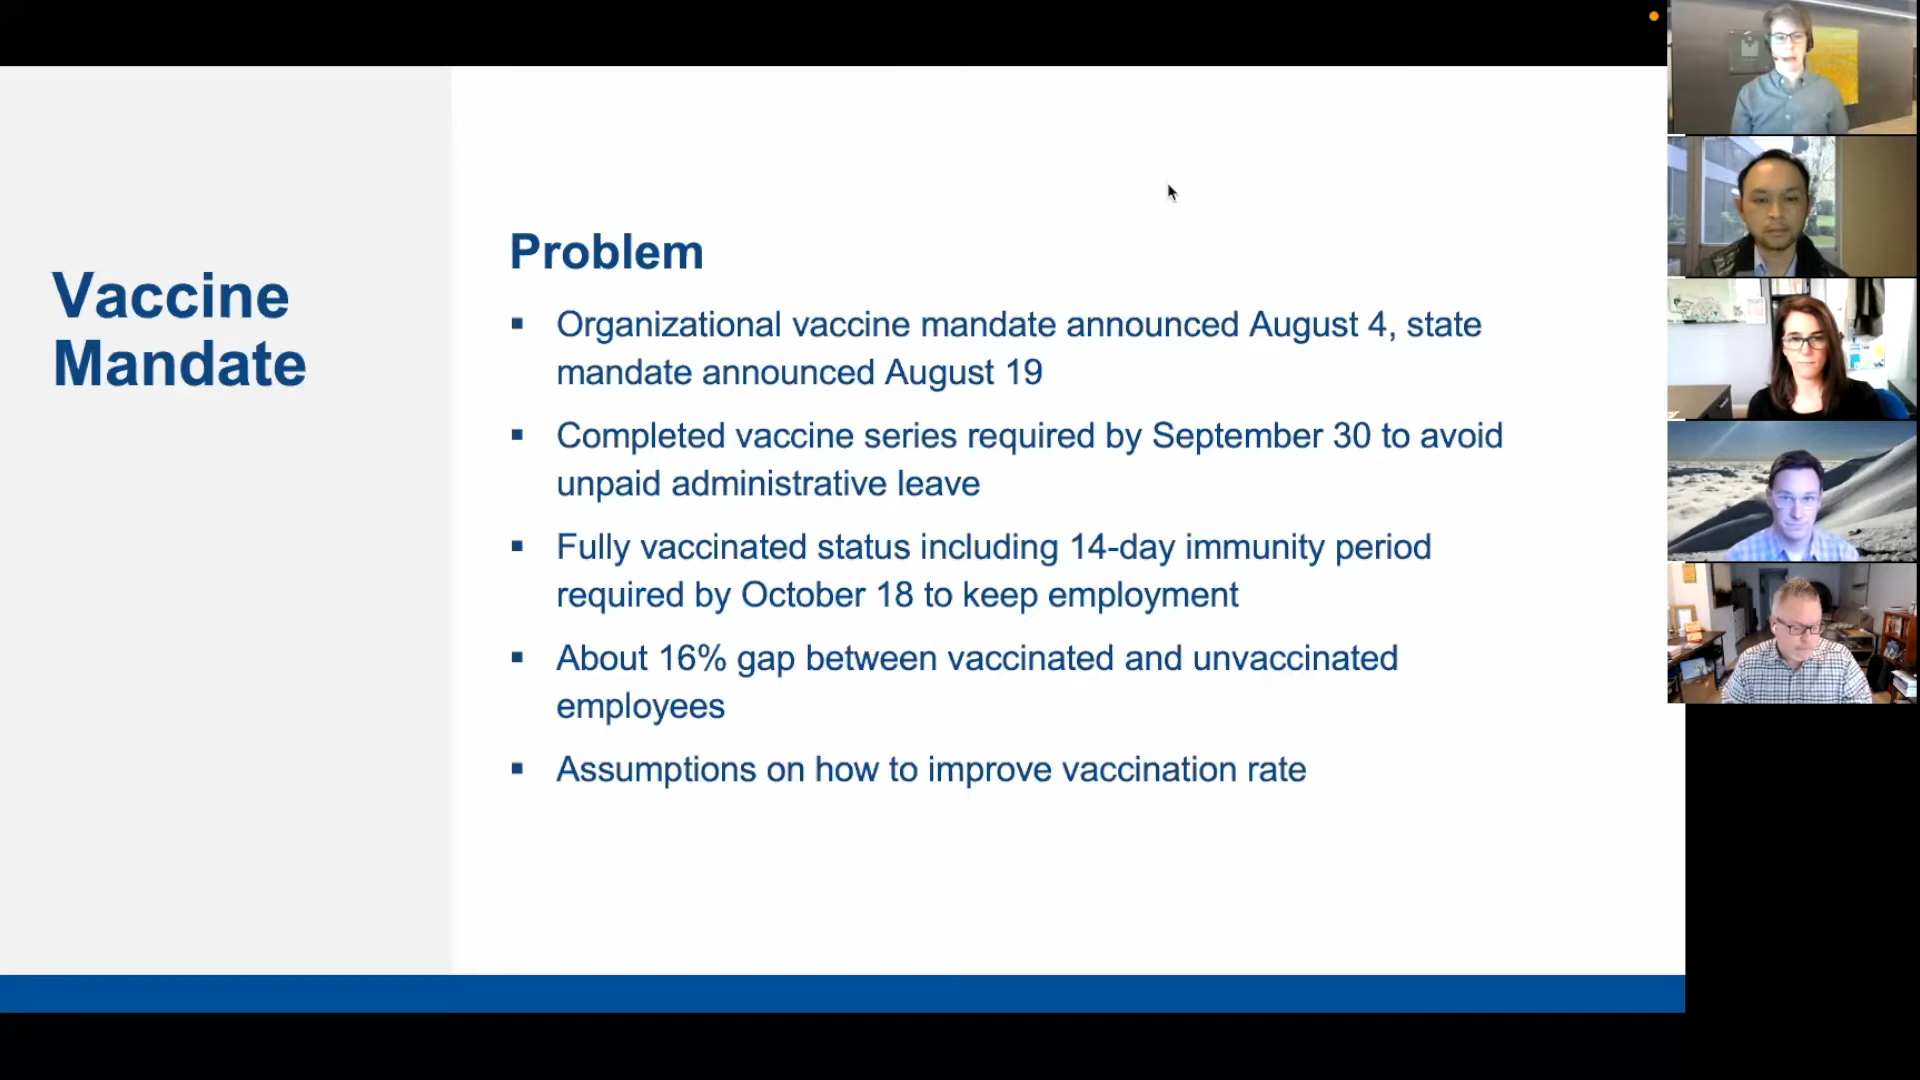 Vaccine
Mandate
Problem
▪ Organizational vaccine mandate announced August 4, state
mandate announced August 19
▪ Completed vaccine series required by September 30 to avoid
unpaid administrative leave
▪ Fully vaccinated status including 14-day immunity period
required by October 18 to keep employment
▪ About 16% gap between vaccinated and unvaccinated
employees
▪ Assumptions on how to improve vaccination rate